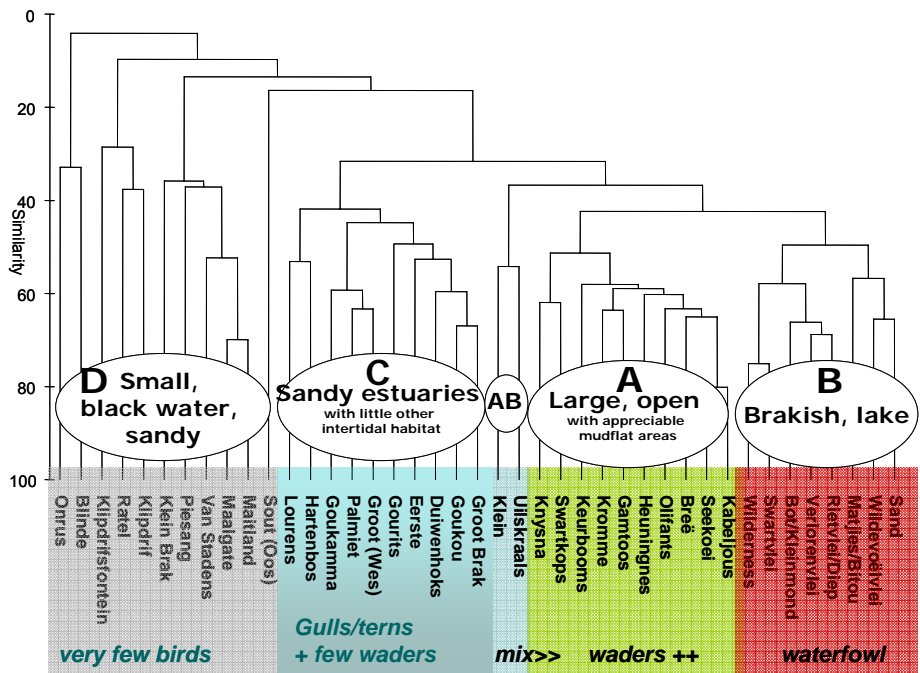 0
20
40
60
80
100
Similarity
D Small,
black water,
sandy
C
Sandy estuaries
with little other
intertidal habitat
AB
A
Large, open
with appreciable
mudflat areas
B
Brakish, lake
Onrus
Blinde
Klipdrifsfontein
Ratel
Klipdrif
Klein Brak
Piesang
Van Stadens
Maalgate
Maitland
Sout (Oos)
Lourens
Hartenbos
Goukamma
Palmiet
Groot (Wes)
Gourits
Eerste
Duiwenhoks
Goukou
Groot Brak
Klein
Uilskraals
Knysna
Swartkops
Keurbooms
Kromme
Gamtoos
Heuningnes
Olifants
Breë
Seekoei
Kabeljous
Wilderness
Swartvlei
Bot/Kleinmond
Verlorenvlei
Rietvlei/Diep
Matjies/Bitou
Wildevoëlvlei
Sand
very few birds
Gulls/terns
+ few waders
mix>>
waders ++
waterfowl